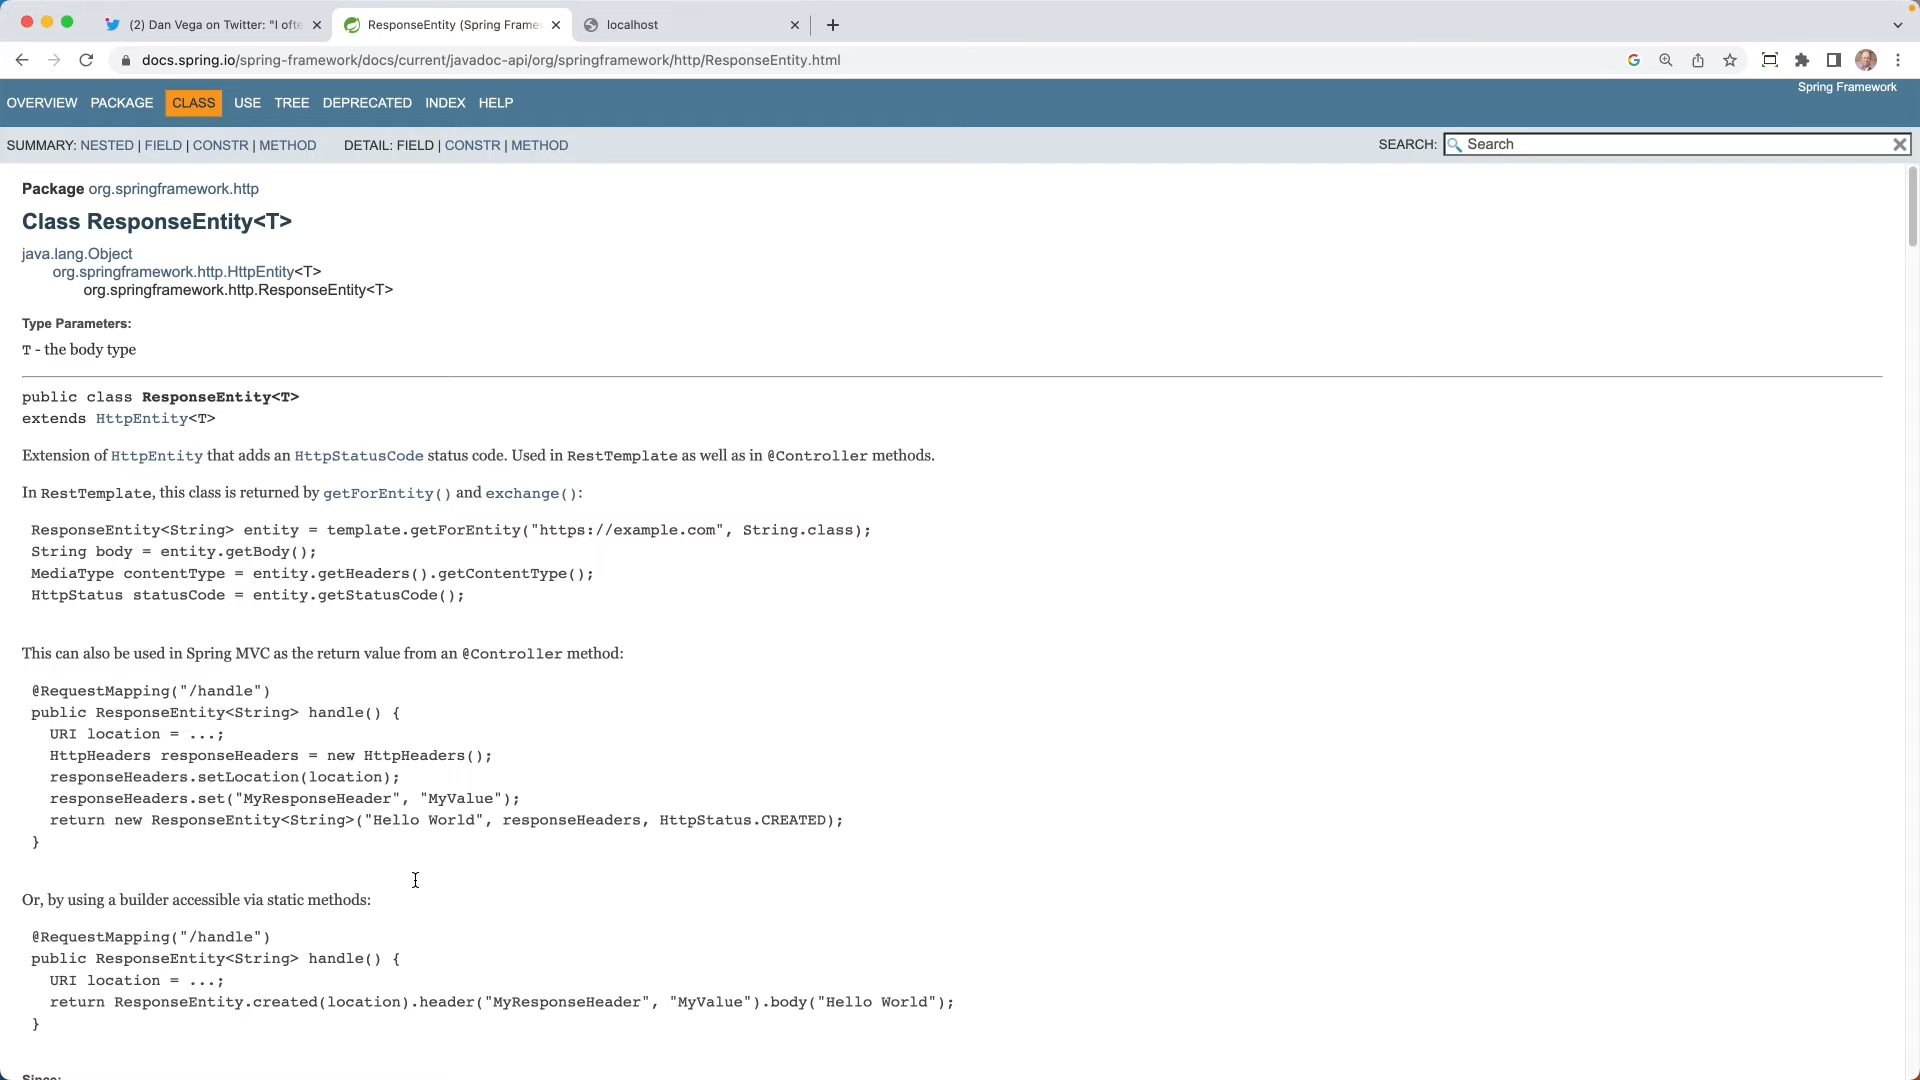 (2) Dan Vega on Twitter: "I ofte
ResponseEntity (Spring Frame
localhost
docs.spring.io/spring-framework/docs/current/javadoc-api/org/springframework/http/ResponseEntity.html
Spring Framework
OVERVIEW PACKAGE CLASS USE TREE DEPRECATED INDEX HELP
SUMMARY: NESTED | FIELD | CONSTR | METHOD DETAIL: FIELD | CONSTR | METHOD SEARCH: Search
Package org.springframework.http
Class ResponseEntity<T>
java.lang.Object
org.springframework.http.HttpEntity<T>
org.springframework.http.ResponseEntity<T>
Type Parameters:
T - the body type
public class ResponseEntity<T>
extends HttpEntity<T>
Extension of HttpEntity that adds an HttpStatusCode status code. Used in RestTemplate as well as in @Controller methods.
In RestTemplate, this class is returned by getForEntity() and exchange():
ResponseEntity<String> entity = template.getForEntity("https://example.com", String.class);
String body = entity.getBody();
MediaType contentType = entity.getHeaders().getContentType();
HttpStatus statusCode = entity.getStatusCode();
This can also be used in Spring MVC as the return value from an @Controller method:
@RequestMapping("/handle")
public ResponseEntity<String> handle() {
URI location = ...;
HttpHeaders responseHeaders = new HttpHeaders();
responseHeaders.setLocation(location);
responseHeaders.set("MyResponseHeader", "MyValue");
return new ResponseEntity<String>("Hello World", responseHeaders, HttpStatus.CREATED);
}
Or, by using a builder accessible via static methods:
@RequestMapping("/handle")
public ResponseEntity<String> handle() {
URI location = ...;
return ResponseEntity.created(location).header("MyResponseHeader", "MyValue").body("Hello World");
}
Since: